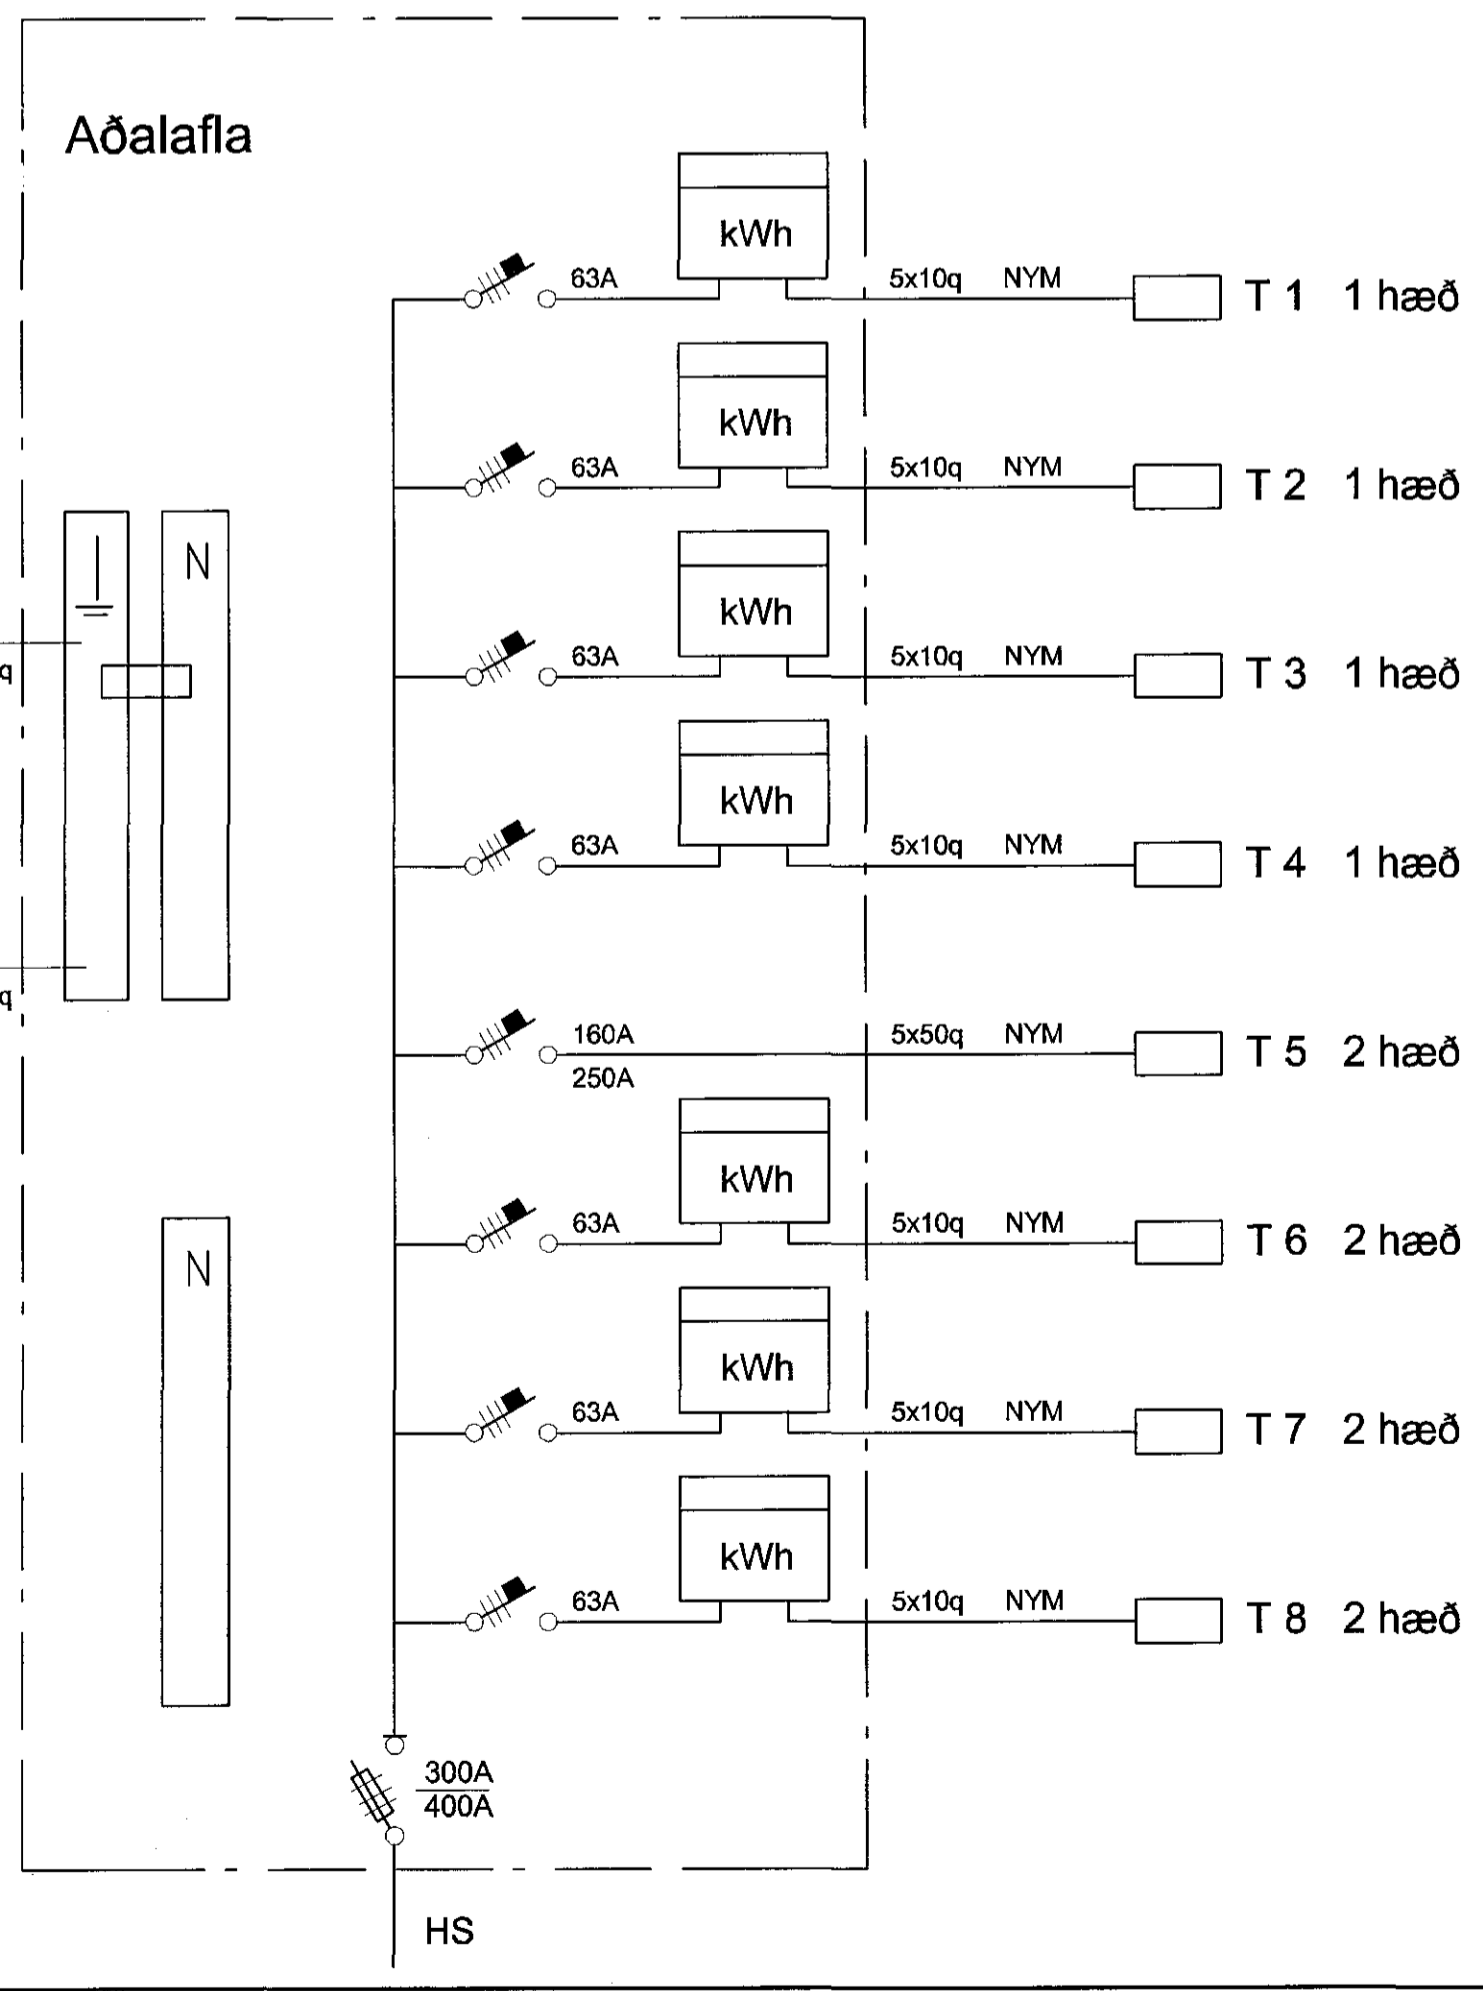 Aðalafla
kWh
63A 5x10q NYM T 1 1 hæð
kWh
63A 5x10q NYM T 2 1 hæð
N
kWh
63A 5x10q NYM T 3 1 hæð
q
kWh
63A 5x10q NYM T 4 1 hæð
q
160A 5x50q NYM T 5 2 hæð
250A
kWh
63A 5x10q NYM T 6 2 hæð
N
kWh
63A 5x10q NYM T 7 2 hæð
kWh
63A 5x10q NYM T 8 2 hæð
300A
400A
HS